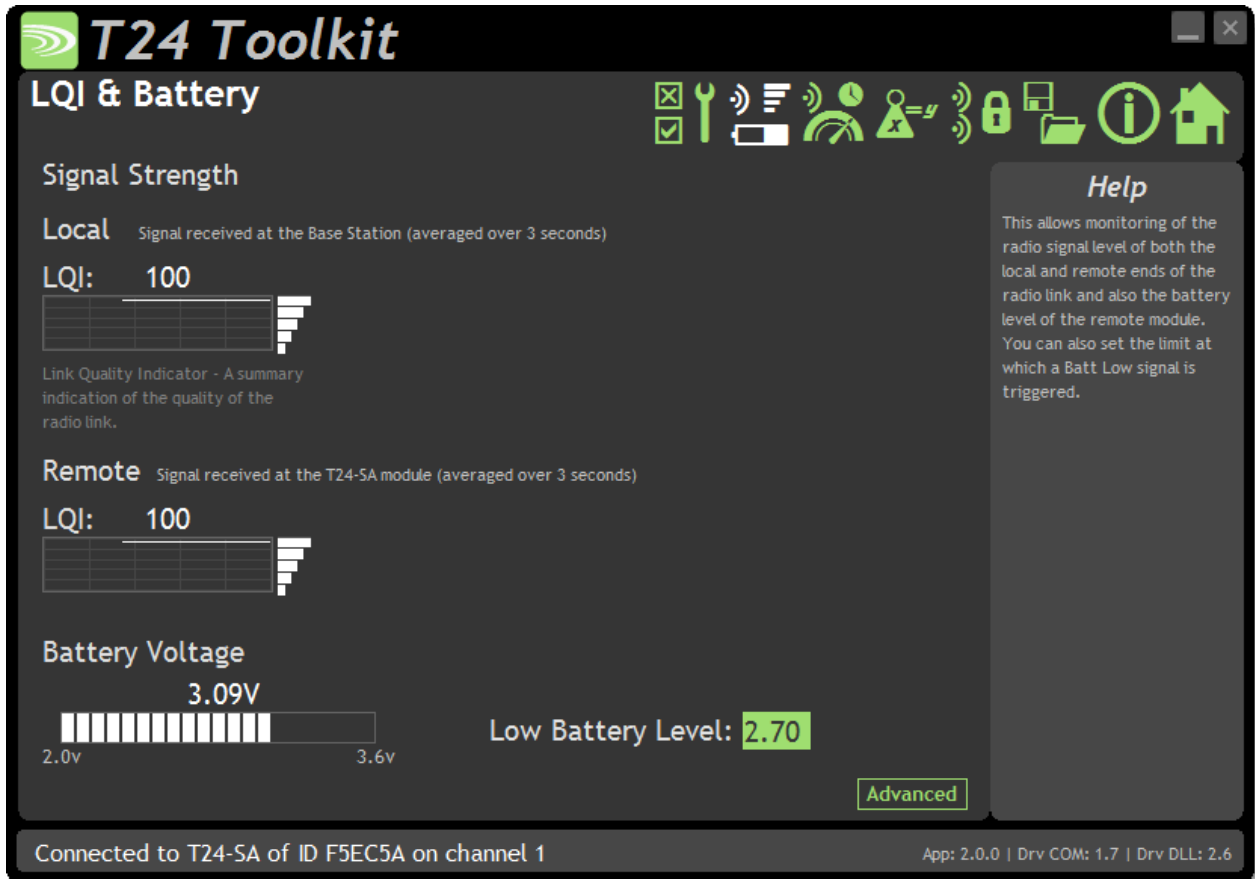 T24 Toolkit
LQI & Battery
x =y
Signal Strength
Local Signal received at the Base Station (averaged over 3 seconds)
LQI: 100
Link Quality Indicator - A summary
indication of the quality of the
radio link.
Remote Signal received at the T24-SA module (averaged over 3 seconds)
LQI: 100
Battery Voltage
3.09V
2.0v 3.6v
Low Battery Level: 2.70
Advanced
Help
This allows monitoring of the
radio signal level of both the
local and remote ends of the
radio link and also the battery
level of the remote module.
You can also set the limit at
which a Batt Low signal is
triggered.
Connected to T24-SA of ID F5EC5A on channel 1
App: 2.0.0 | Drv COM: 1.7 | Drv DLL: 2.6